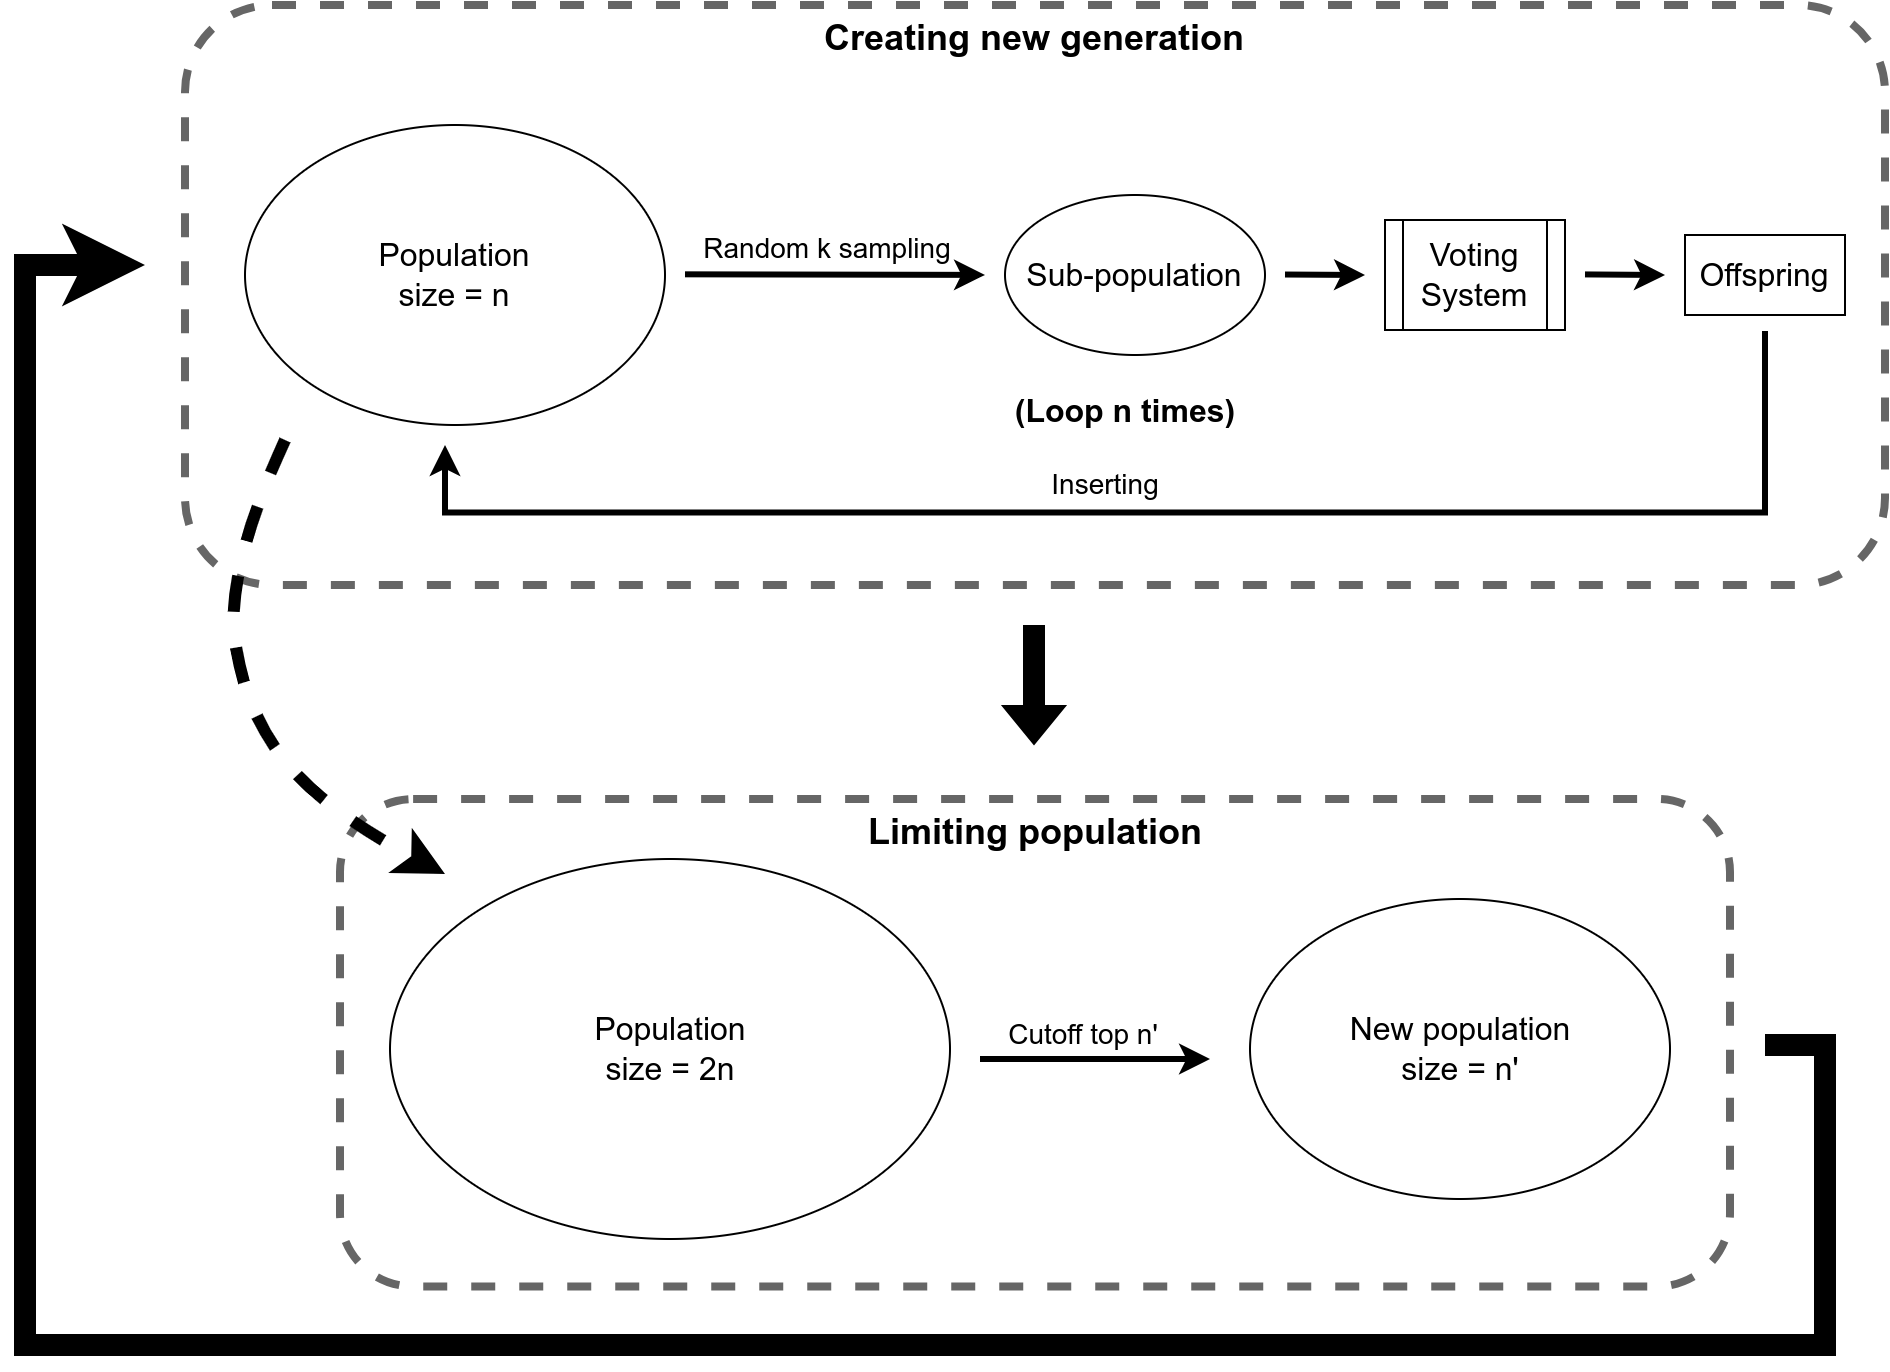 Creating new generation
Population
size = n
Random k sampling
Sub-population
Voting
System
Offspring
(Loop n times)
Inserting
Limiting population
Population
size = 2n
Cutoff top n'
New population
size = n'